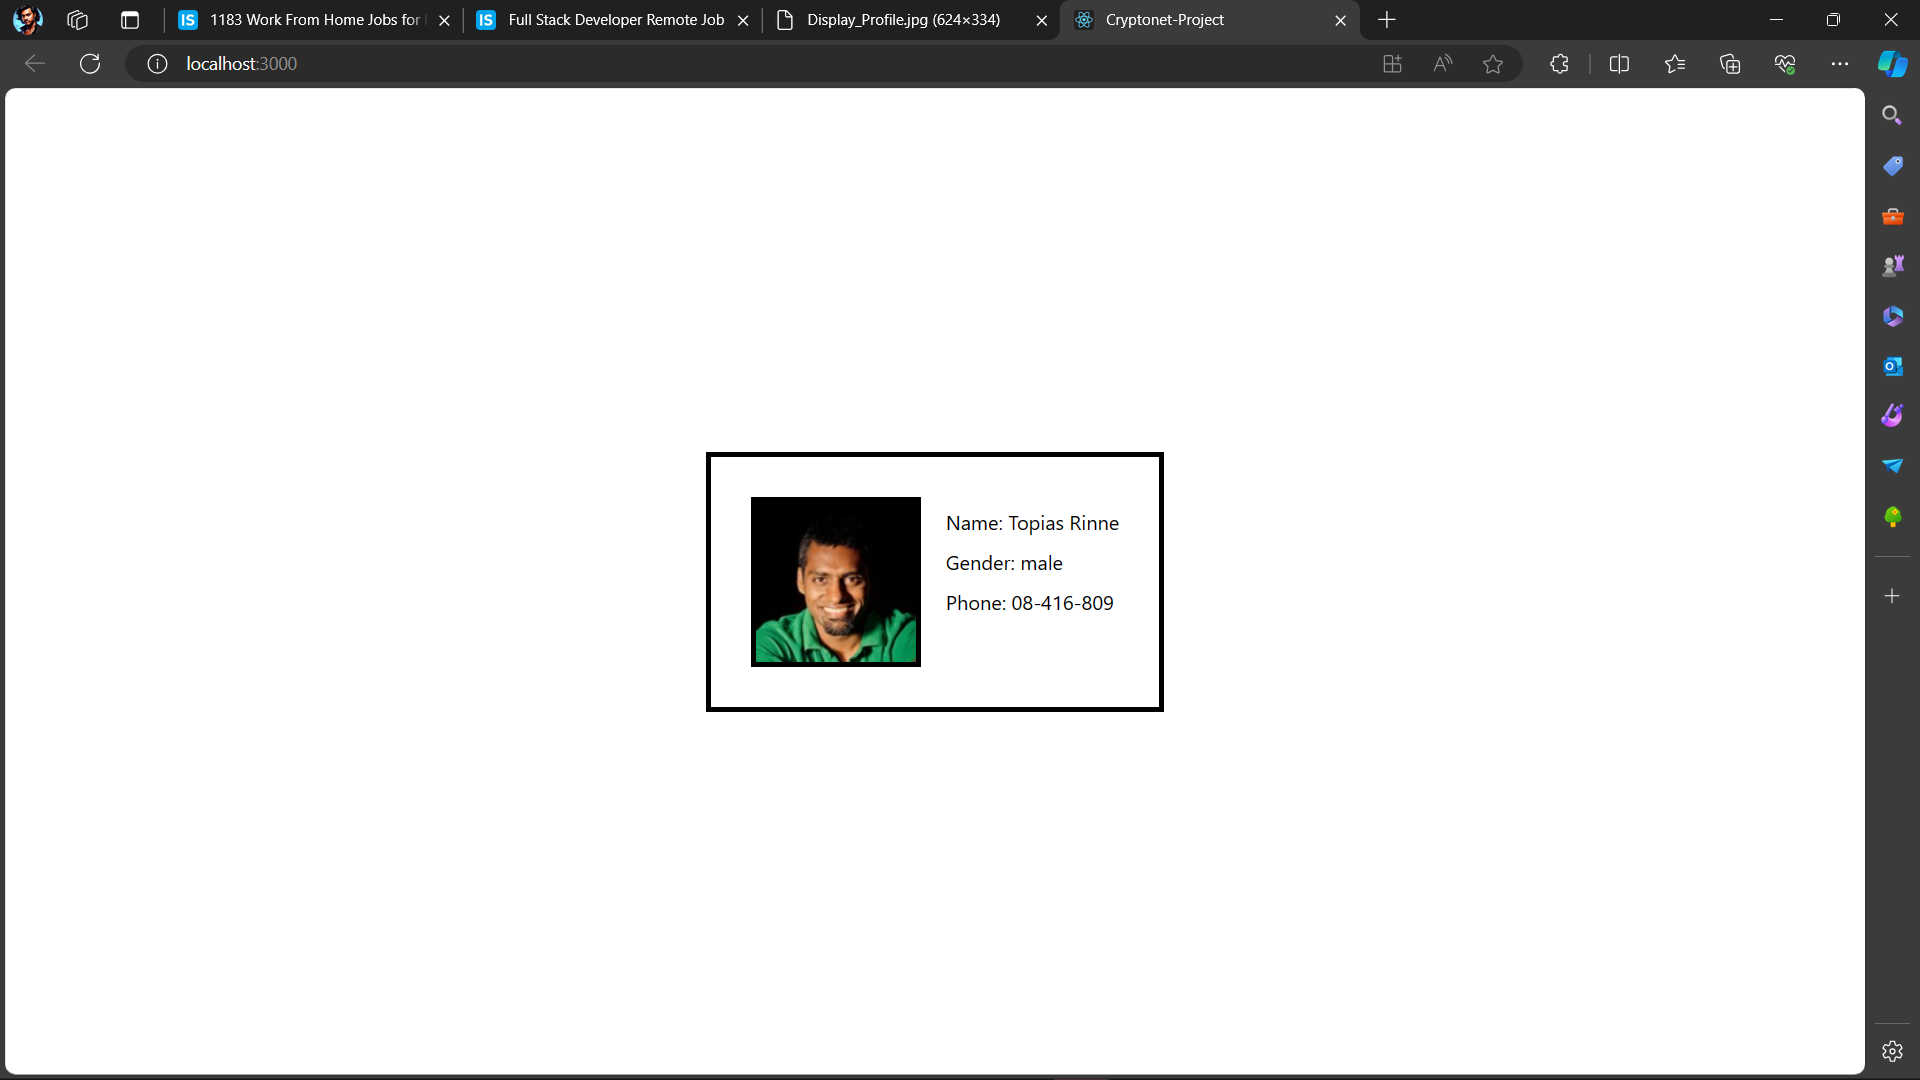 IS 1183 Work From Home Jobs for
IS Full Stack Developer Remote Job
Display_Profile.jpg (624×334)
Cryptonet-Project
localhost:3000
Name: Topias Rinne
Gender: male
Phone: 08-416-809